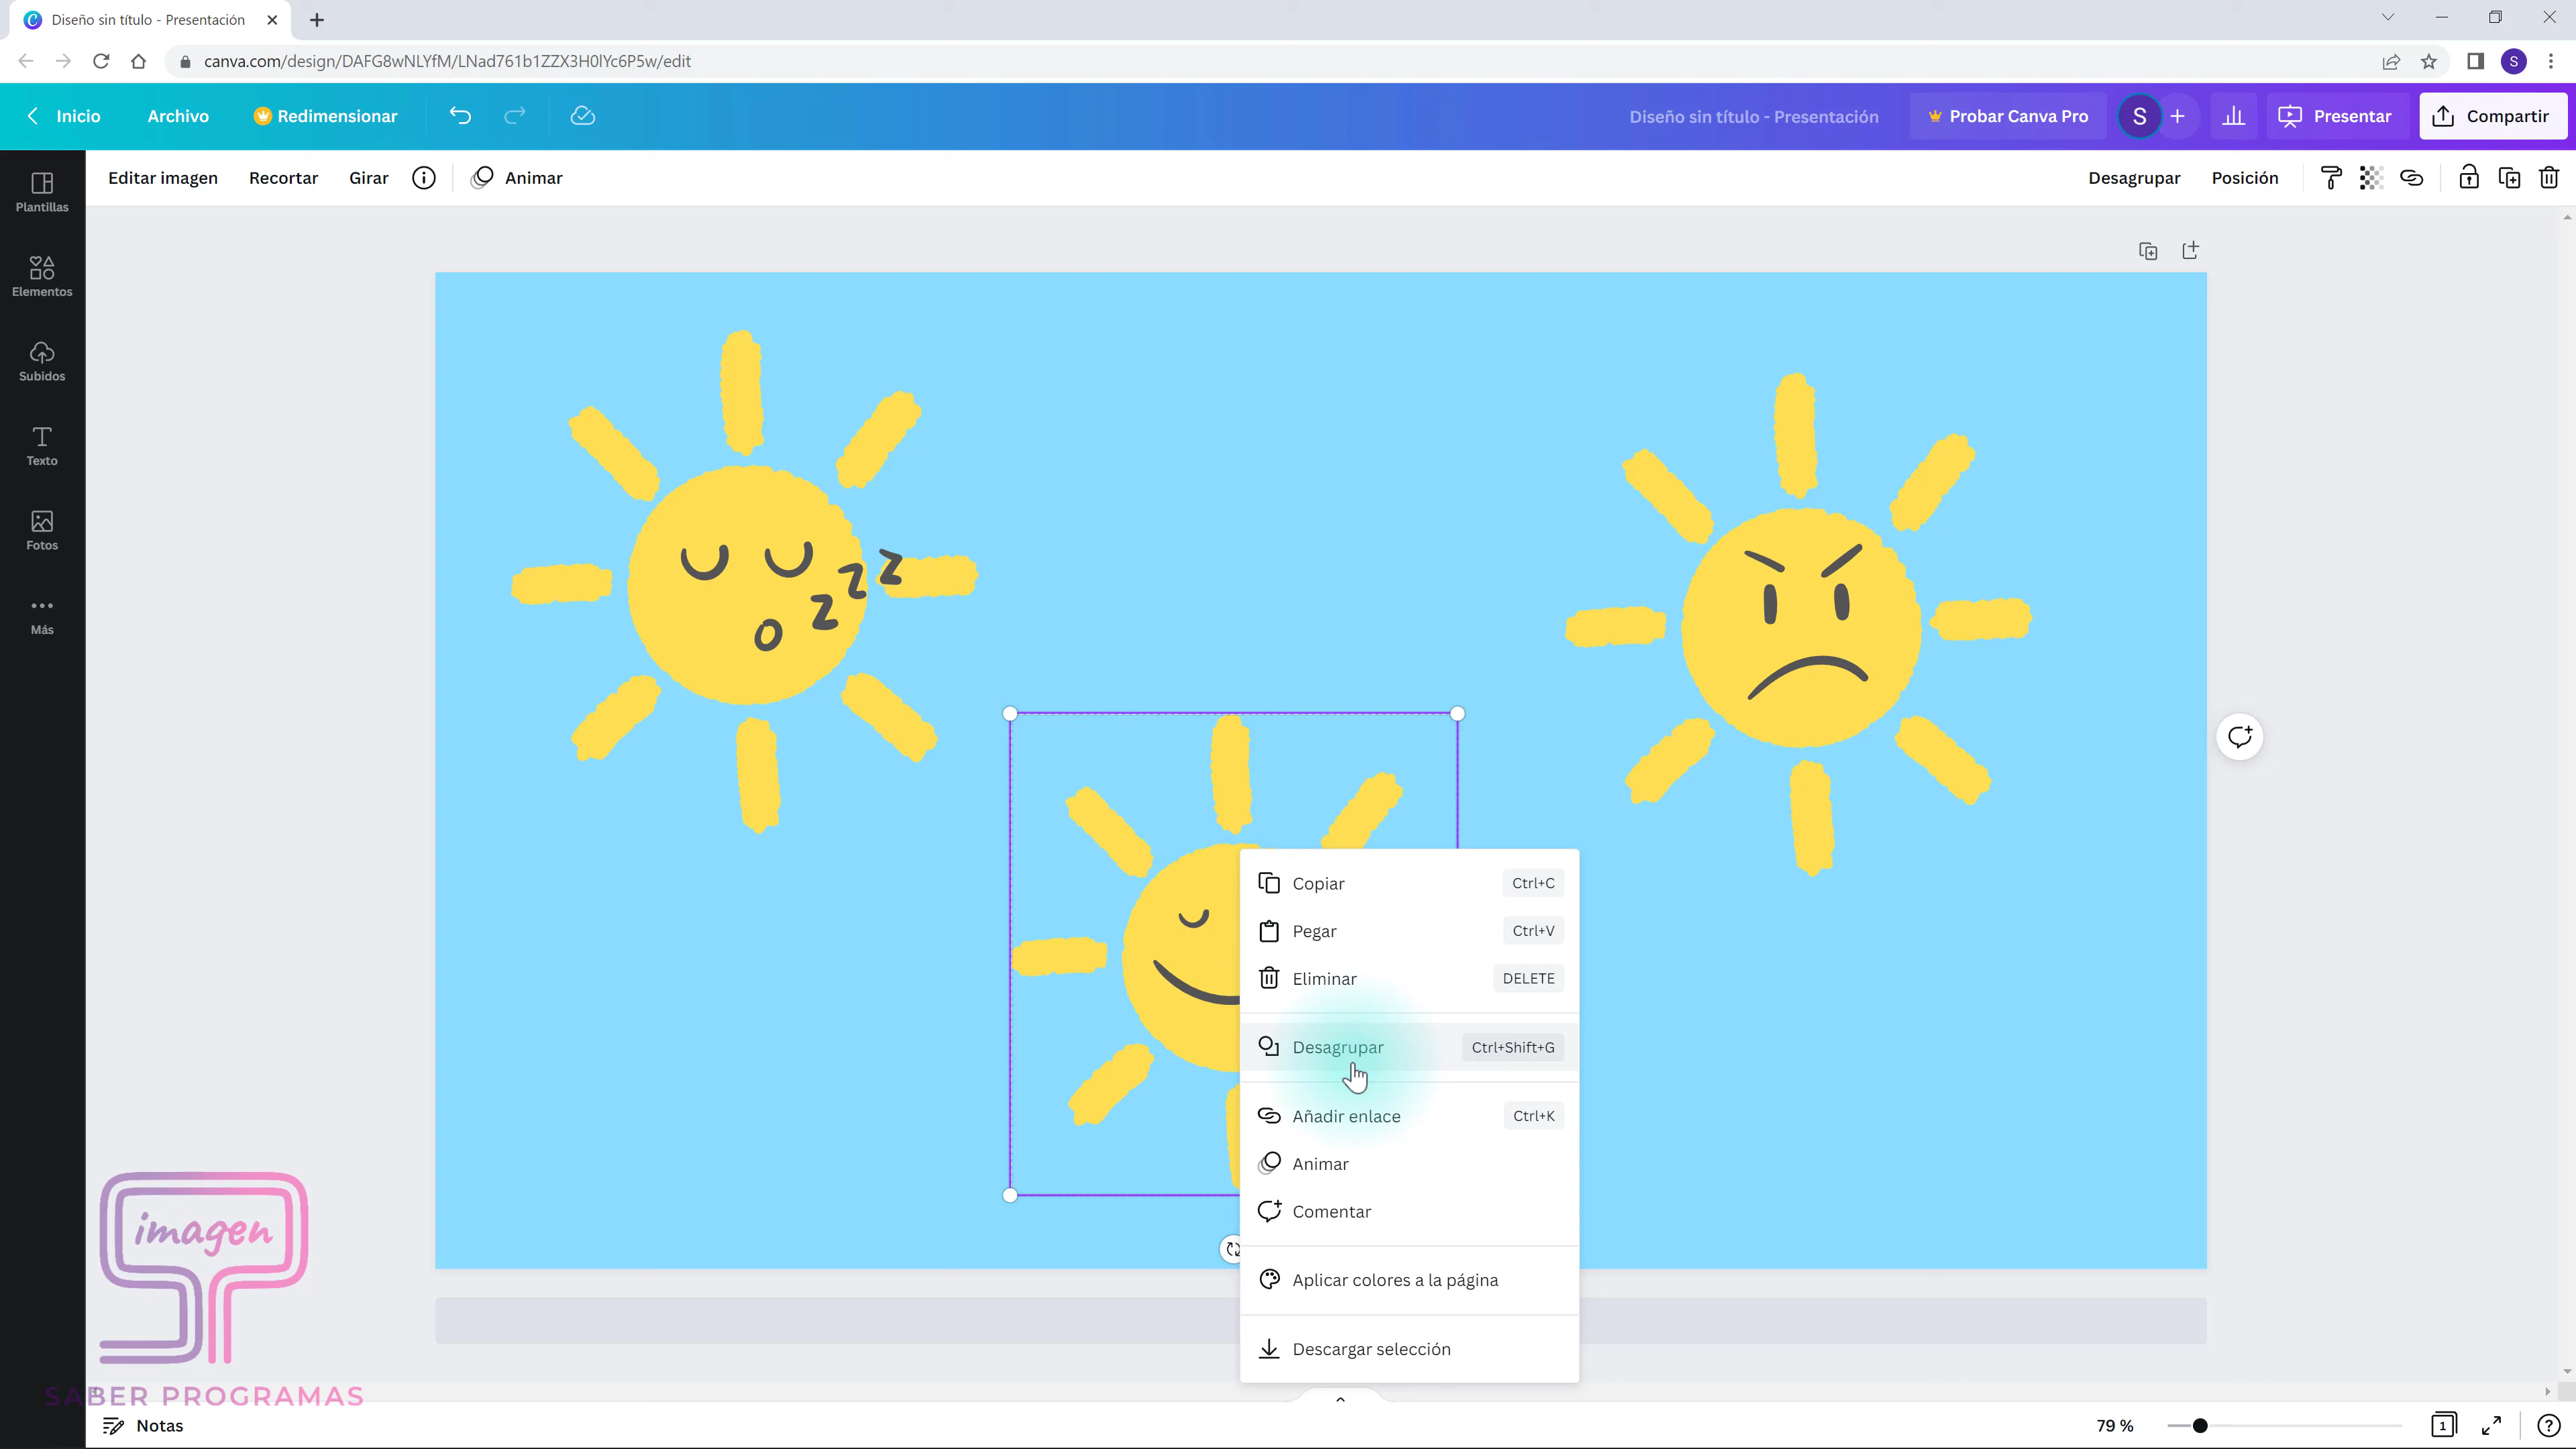 Diseño sin título - Presentación
canva.com/design/DAFG8wNLYfM/LNad761b1ZZX3H0lYc6P5w/edit
S
Inicio
Archivo
Redimensionar
Diseño sin título - Presentación
Probar Canva Pro
S
Presentar
Compartir
Editar imagen
Recortar
Girar
Animar
Desagrupar
Posición
Plantillas
Elementos
Subidos
Texto
Fotos
Más
z z z
Copiar Ctrl+C
Pegar Ctrl+V
Eliminar DELETE
Desagrupar Ctrl+Shift+G
Añadir enlace Ctrl+K
Animar
Comentar
Aplicar colores a la página
Descargar selección
imagen
SABER PROGRAMAS
Notas
79 %
1